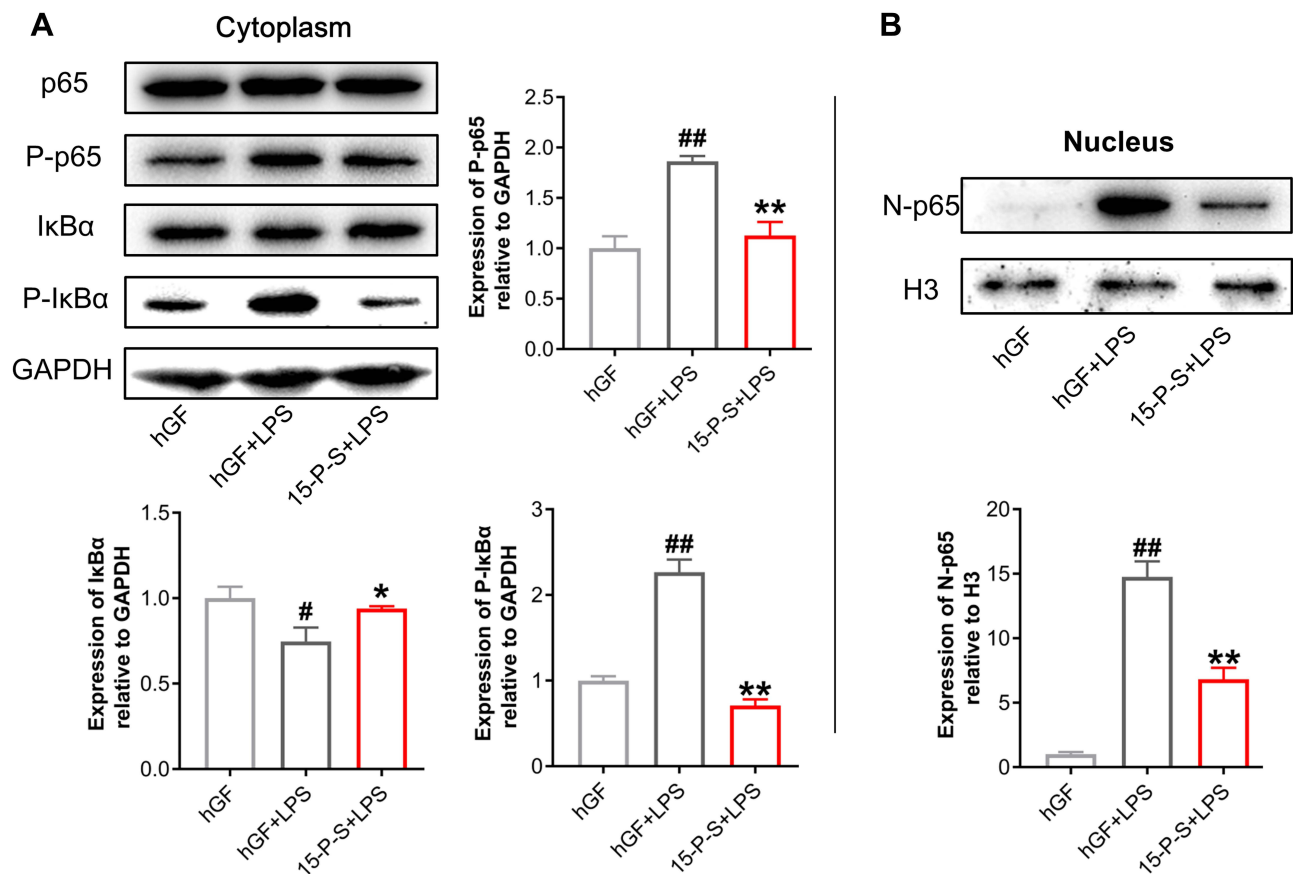 A
Cytoplasm
p65
P-p65
IκBα
P-IκBα
GAPDH
hGF
hGF+LPS
15-P-S+LPS
Expression of P-p65
relative to GAPDH
2.5
2.0
1.5
1.0
0.5
0.0
##
**
hGF
hGF+LPS
15-P-S+LPS
Expression of IκBα
relative to GAPDH
1.5
1.0
0.5
0.0
#
*
hGF
hGF+LPS
15-P-S+LPS
Expression of P-IκBα
relative to GAPDH
3
2
1
0
##
**
hGF
hGF+LPS
15-P-S+LPS
B
Nucleus
N-p65
H3
hGF
hGF+LPS
15-P-S+LPS
Expression of N-p65
relative to H3
20
15
10
5
0
##
**
hGF
hGF+LPS
15-P-S+LPS